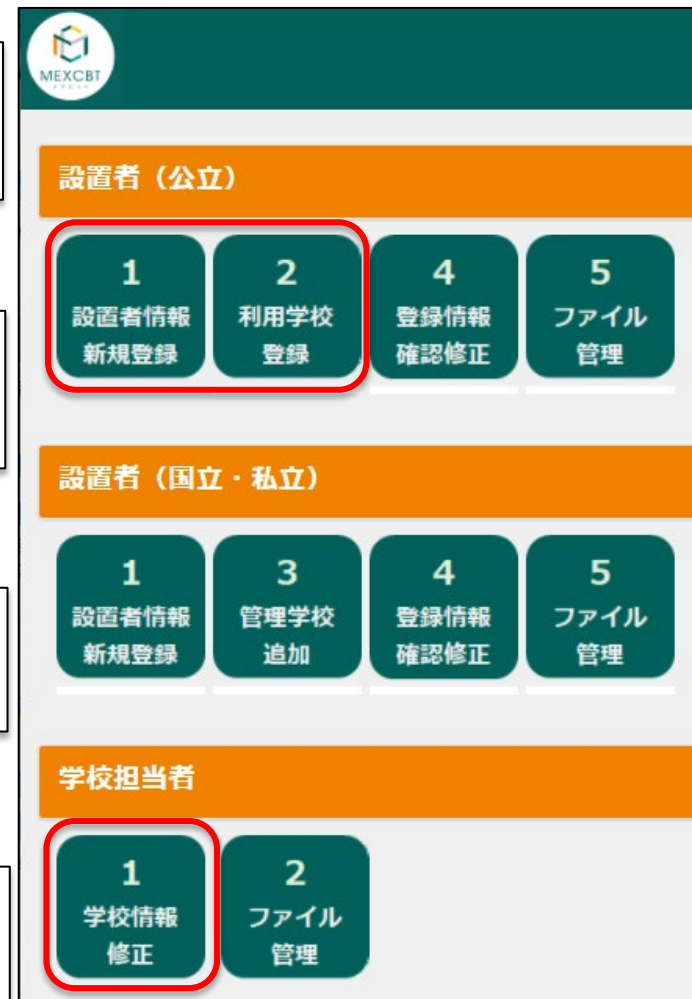 MEXCBT
設置者（公立）
1 2 4 5
設置者情報 利用学校 登録情報 ファイル
新規登録 登録 確認修正 管理
設置者（国立・私立）
1 3 4 5
設置者情報 管理学校 登録情報 ファイル
新規登録 追加 確認修正 管理
学校担当者
1 2
学校情報 ファイル
修正 管理